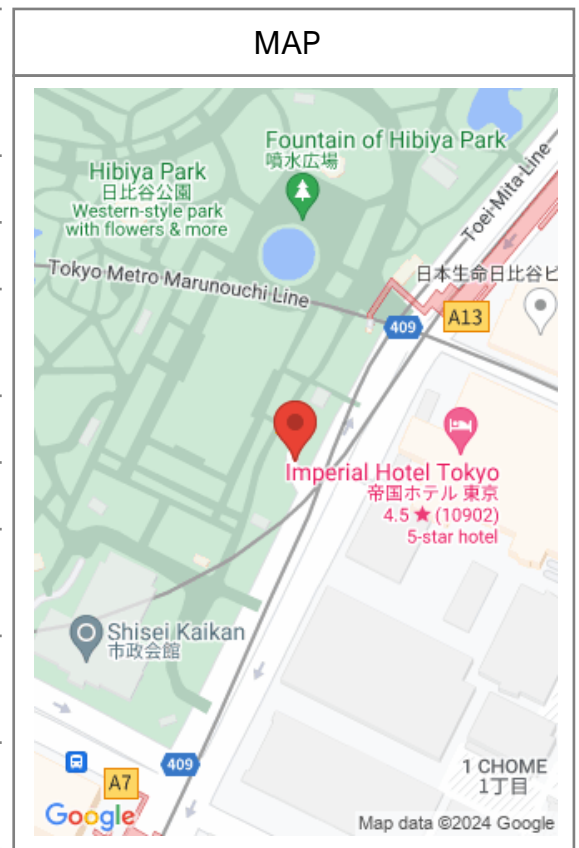 MAP
Fountain of Hibiya Park
噴水広場
Hibiya Park
日比谷公園
Western-style park
with flowers & more
Toei Mita Line
Tokyo Metro Marunouchi Line
日本生命日比谷ビ
A13
409
Imperial Hotel Tokyo
帝国ホテル 東京
4.5 ★ (10902)
5-star hotel
Shisei Kaikan
市政会館
409
A7
1 CHOME
1丁目
Google
Map data ©2024 Google